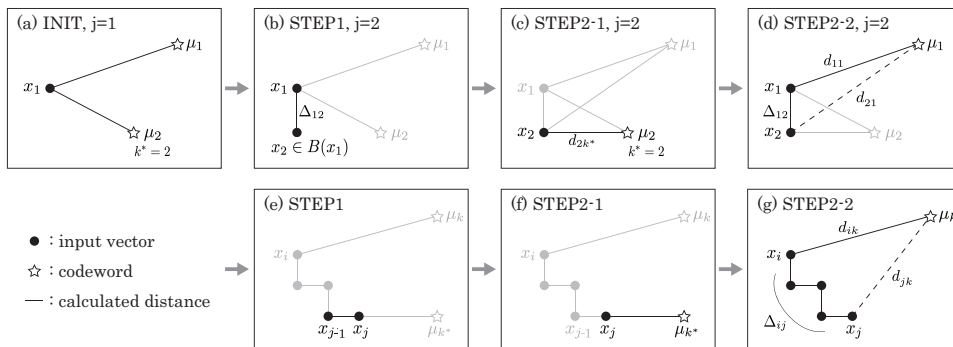 (a) INIT, j=1
μ1
x1
μ2
k* = 2
(b) STEP1, j=2
μ1
x1
Δ12
μ2
x2 ∈ B(x1)
(c) STEP2-1, j=2
μ1
x1
x2
μ2
d2k*
k* = 2
(d) STEP2-2, j=2
μ1
d11
x1
d21
Δ12
x2
μ2
: input vector
: codeword
: calculated distance
(e) STEP1
μk
xi
xj-1
xj
μk*
(f) STEP2-1
μk
xi
xj-1
xj
μk*
(g) STEP2-2
dik
xi
djk
Δij
xj